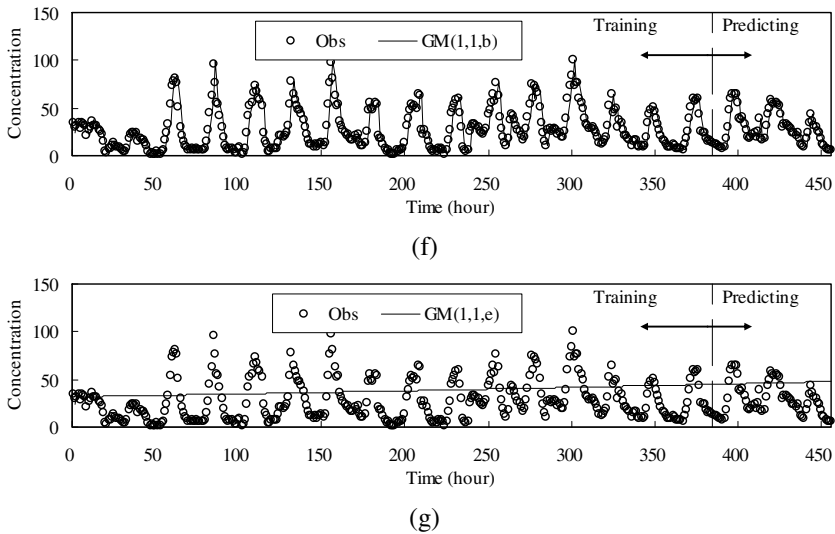 150
100
50
0
Concentration
Obs GM(1,1,b)
Training Predicting
0 50 100 150 200 250 300 350 400 450
Time (hour)
(f)
150
100
50
0
Concentration
Obs GM(1,1,e)
Training Predicting
0 50 100 150 200 250 300 350 400 450
Time (hour)
(g)